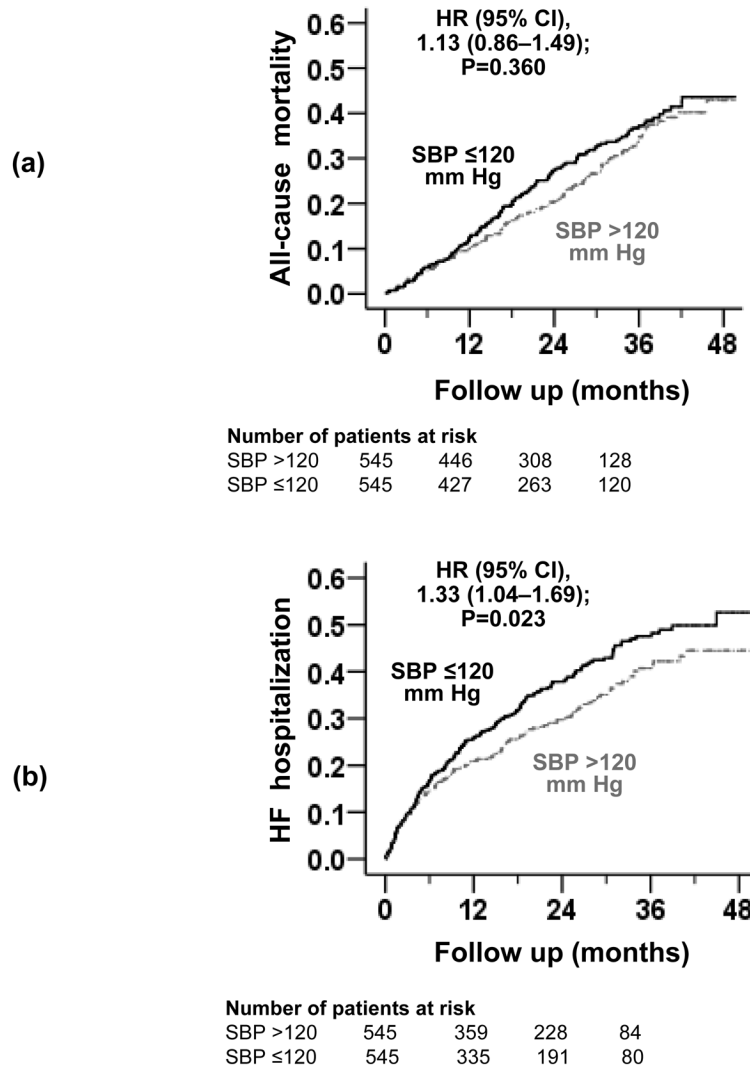 HR (95% CI),
1.13 (0.86–1.49);
P=0.360
0.6
0.5
0.4
0.3
0.2
0.1
0.0
All-cause mortality
(a)
SBP ≤120
mm Hg
SBP >120
mm Hg
0 12 24 36 48
Follow up (months)
Number of patients at risk
SBP >120 545 446 308 128
SBP ≤120 545 427 263 120
HR (95% CI),
1.33 (1.04–1.69);
P=0.023
0.6
0.5
0.4
0.3
0.2
0.1
0.0
HF hospitalization
(b)
SBP ≤120
mm Hg
SBP >120
mm Hg
0 12 24 36 48
Follow up (months)
Number of patients at risk
SBP >120 545 359 228 84
SBP ≤120 545 335 191 80